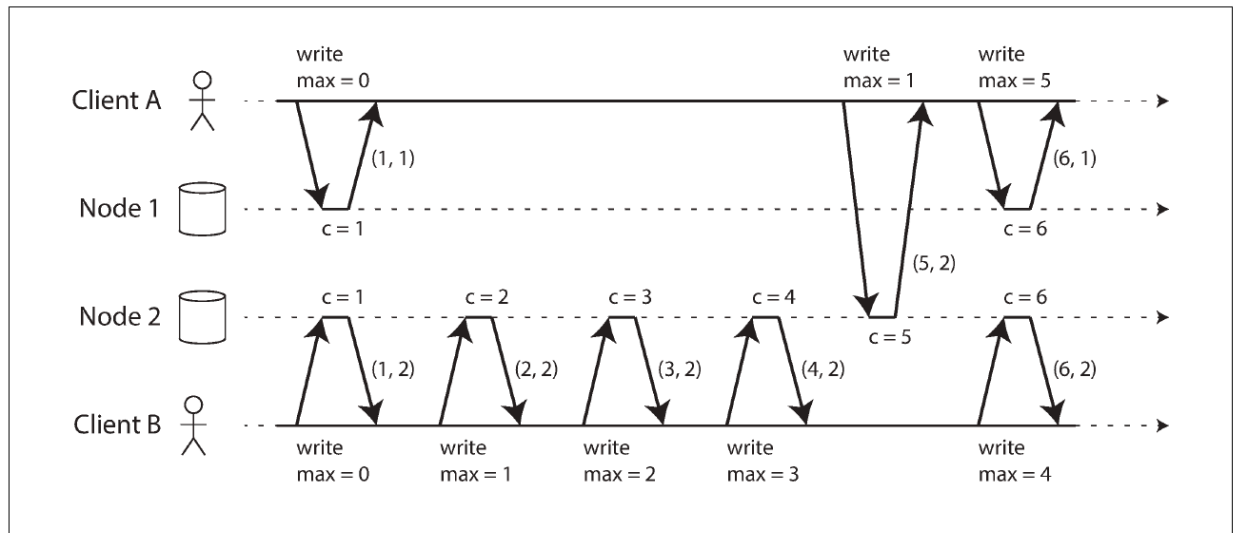 write
max = 0
write
max = 1
write
max = 5
Client A
(1, 1)
(6, 1)
Node 1
c = 1
c = 6
(5, 2)
c = 1
c = 2
c = 3
c = 4
c = 6
Node 2
c = 5
(1, 2)
(2, 2)
(3, 2)
(4, 2)
(6, 2)
Client B
write
max = 0
write
max = 1
write
max = 2
write
max = 3
write
max = 4